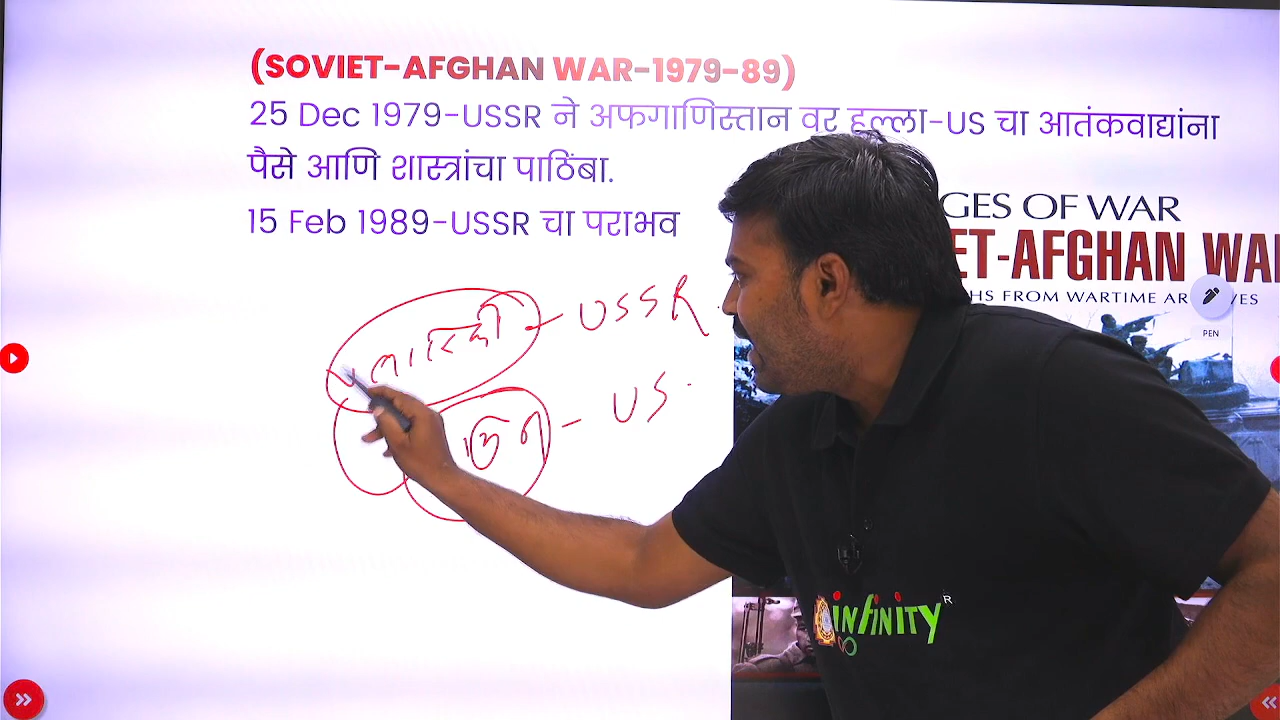 (SOVIET-AFGHAN WAR-1979-89)
25 Dec 1979-USSR ने अफगाणिस्तान वर हल्ला-US चा आतंकवाद्यांना
पैसे आणि शास्त्रांचा पाठिंबा.
15 Feb 1989-USSR चा पराभव
GES OF WAR
ET-AFGHAN WA
HS FROM WARTIME AR VES
PEN
USSR
US.
infinity R